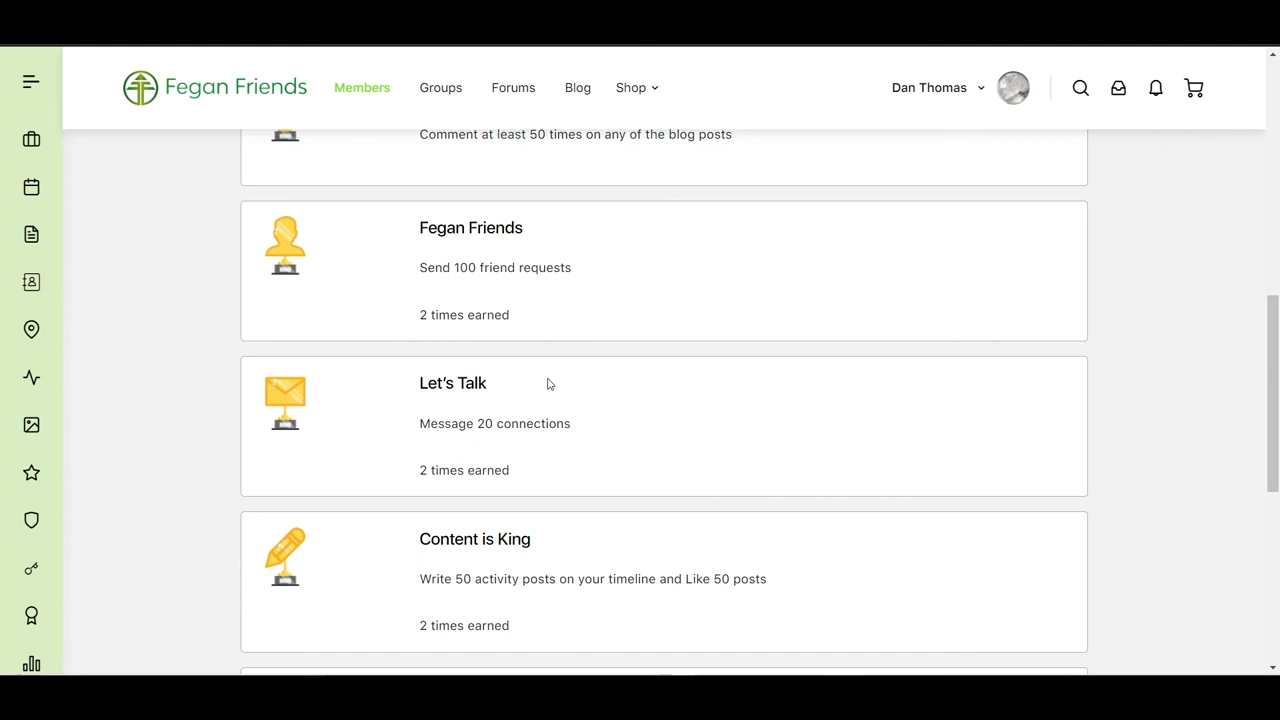 Fegan Friends
Members
Groups
Forums
Blog
Shop
Dan Thomas
Comment at least 50 times on any of the blog posts
Fegan Friends
Send 100 friend requests
2 times earned
Let’s Talk
Message 20 connections
2 times earned
Content is King
Write 50 activity posts on your timeline and Like 50 posts
2 times earned